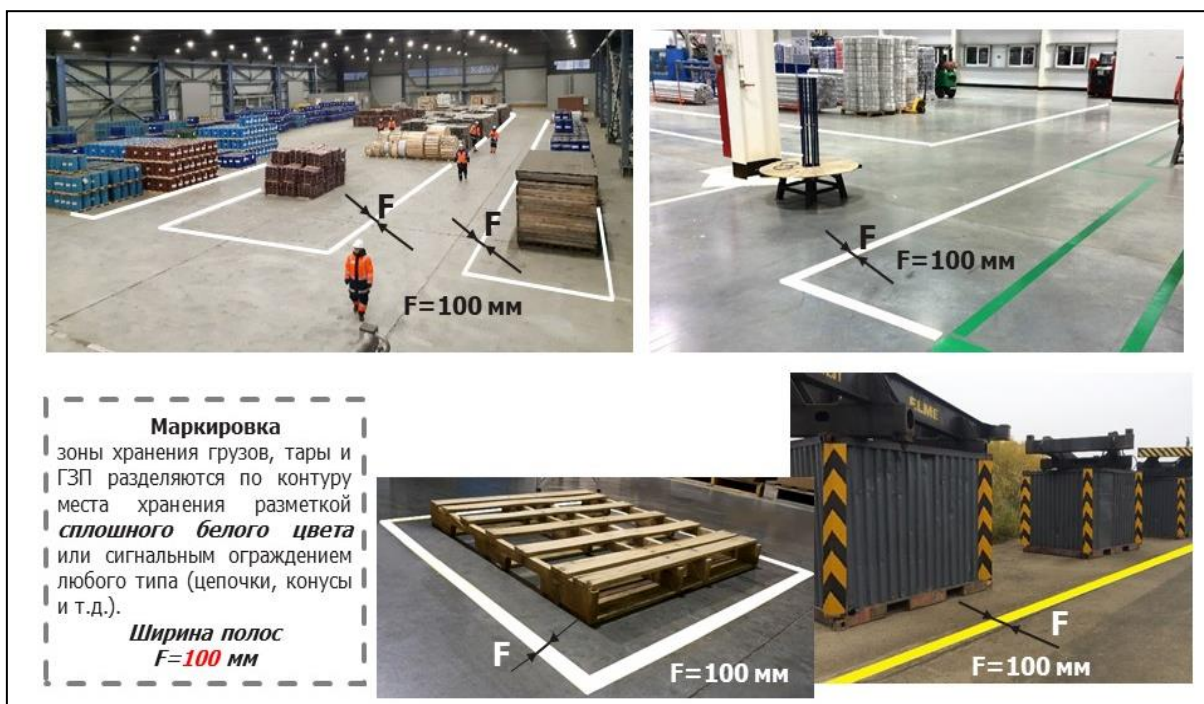 F
F
F=100 мм
F
F=100 мм
Маркировка
зоны хранения грузов, тары и
ГЗП разделяются по контуру
места хранения разметкой
сплошного белого цвета
или сигнальным ограждением
любого типа (цепочки, конусы
и т.д.).
Ширина полос
F=100 мм
F
F=100 мм
ELME
F
F=100 мм